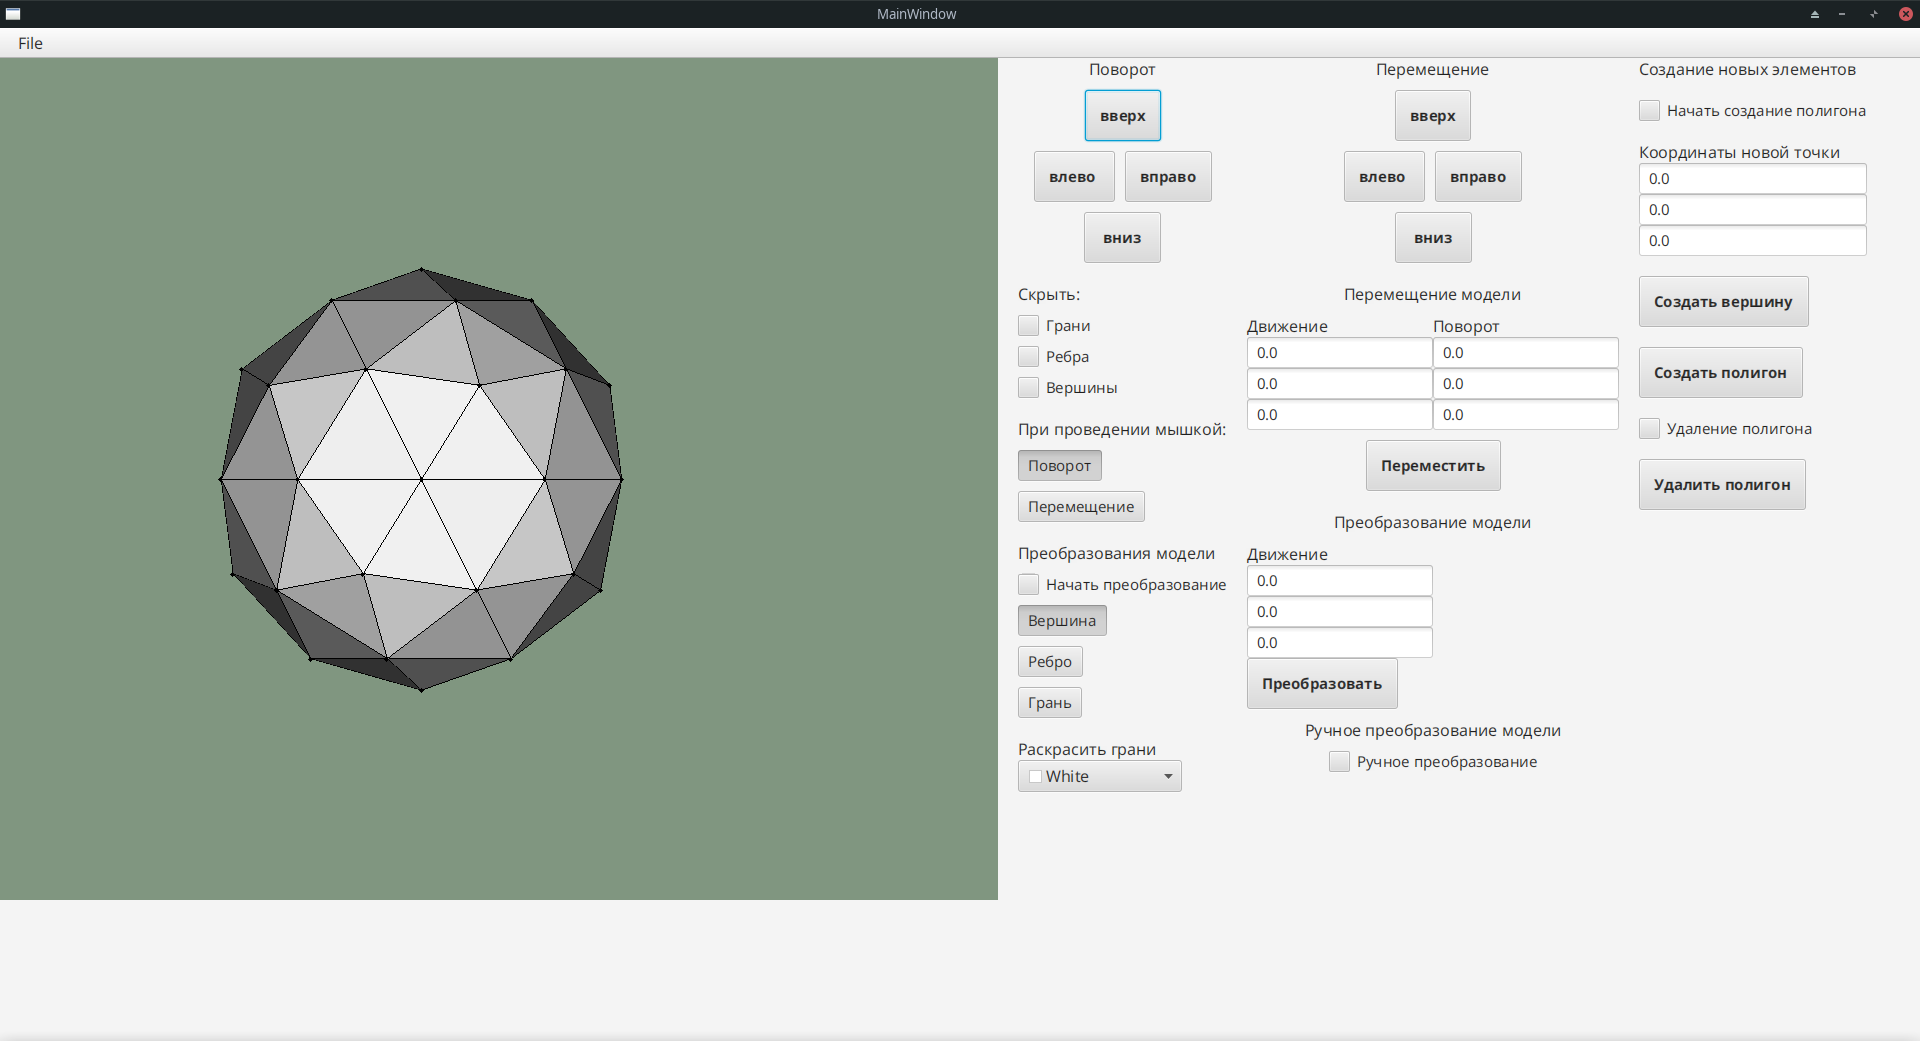 MainWindow
File
Поворот
вверх
влево
вправо
вниз
Скрыть:
Грани
Ребра
Вершины
При проведении мышкой:
Поворот
Перемещение
Преобразования модели
Начать преобразование
Вершина
Ребро
Грань
Раскрасить грани
White
Перемещение
вверх
влево
вправо
вниз
Перемещение модели
Движение
Поворот
0.0
0.0
0.0
0.0
0.0
0.0
Переместить
Преобразование модели
Движение
0.0
0.0
0.0
Преобразовать
Ручное преобразование модели
Ручное преобразование
Создание новых элементов
Начать создание полигона
Координаты новой точки
0.0
0.0
0.0
Создать вершину
Создать полигон
Удаление полигона
Удалить полигон